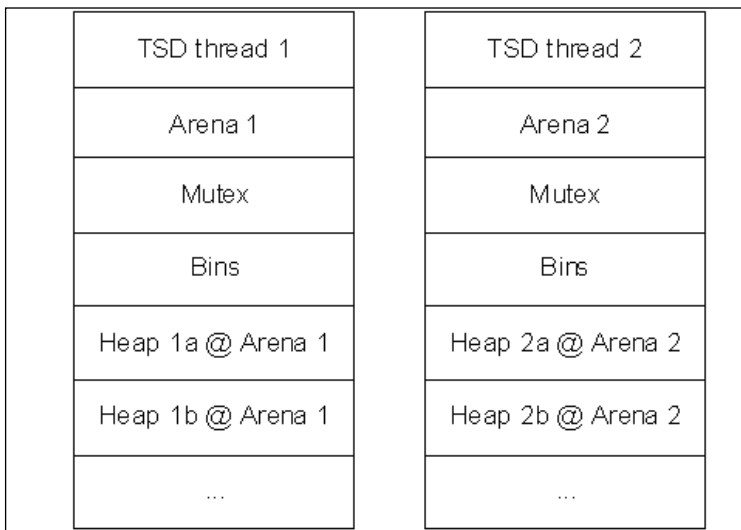 TSD thread 1
Arena 1
Mutex
Bins
Heap 1a @ Arena 1
Heap 1b @ Arena 1
...
TSD thread 2
Arena 2
Mutex
Bins
Heap 2a @ Arena 2
Heap 2b @ Arena 2
...